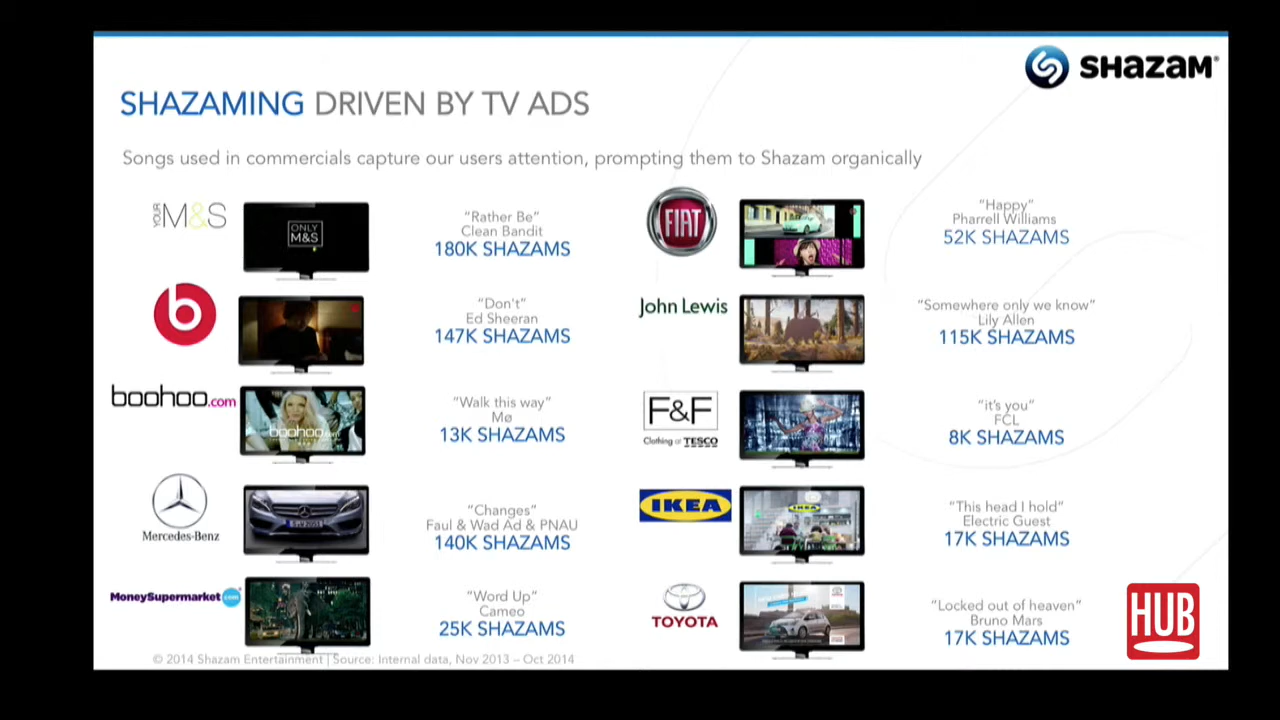 SHAZAM®
SHAZAMING DRIVEN BY TV ADS
Songs used in commercials capture our users attention, prompting them to Shazam organically
YOUR M&S
ONLY
M&S
"Rather Be"
Clean Bandit
180K SHAZAMS
b
"Don't"
Ed Sheeran
147K SHAZAMS
boohoo.com
boohoo.com
"Walk this way"
Mø
13K SHAZAMS
Mercedes-Benz
"Changes"
Faul & Wad Ad & PNAU
140K SHAZAMS
MoneySupermarket.com
"Word Up"
Cameo
25K SHAZAMS
FIAT
"Happy"
Pharrell Williams
52K SHAZAMS
John Lewis
"Somewhere only we know"
Lily Allen
115K SHAZAMS
F&F
Clothing at TESCO
"it's you"
FCL
8K SHAZAMS
IKEA
IKEA
"This head I hold"
Electric Guest
17K SHAZAMS
TOYOTA
"Locked out of heaven"
Bruno Mars
17K SHAZAMS
© 2014 Shazam Entertainment | Source: Internal data, Nov 2013 – Oct 2014
HUB